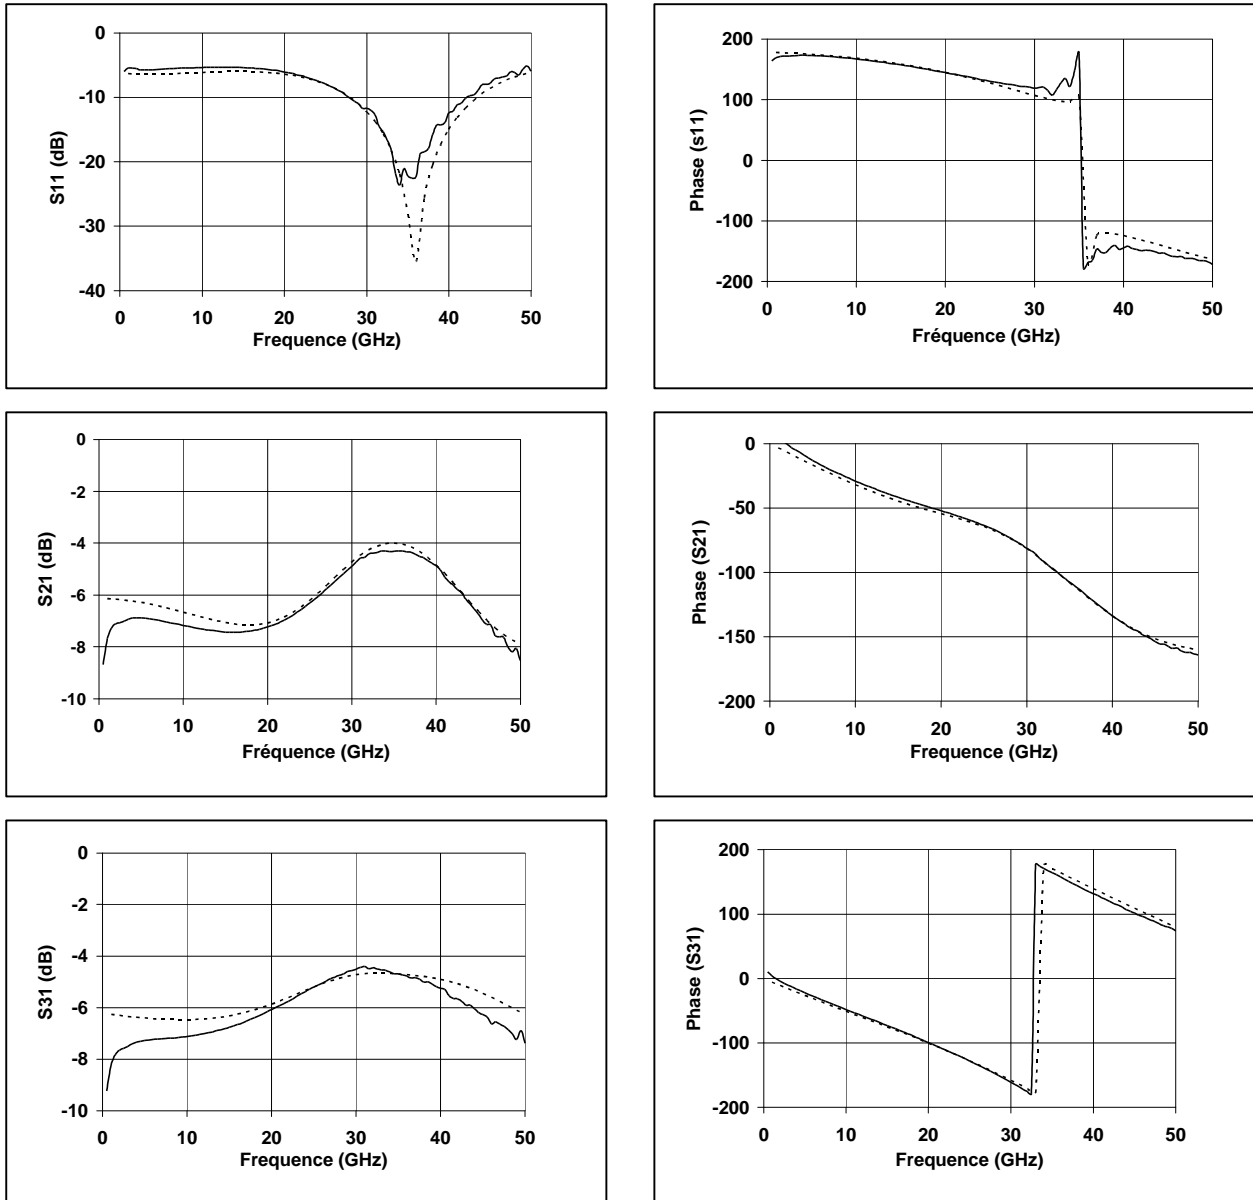 0
-10
-20
-30
-40
S11 (dB)
0 10 20 30 40 50
Frequence (GHz)
200
100
0
-100
-200
Phase (s11)
0 10 20 30 40 50
Fréquence (GHz)
0
-2
-4
-6
-8
-10
S21 (dB)
0 10 20 30 40 50
Fréquence (GHz)
0
-50
-100
-150
-200
Phase (S21)
0 10 20 30 40 50
Frequence (GHz)
0
-2
-4
-6
-8
-10
S31 (dB)
0 10 20 30 40 50
Frequence (GHz)
200
100
0
-100
-200
Phase (S31)
0 10 20 30 40 50
Frequence (GHz)